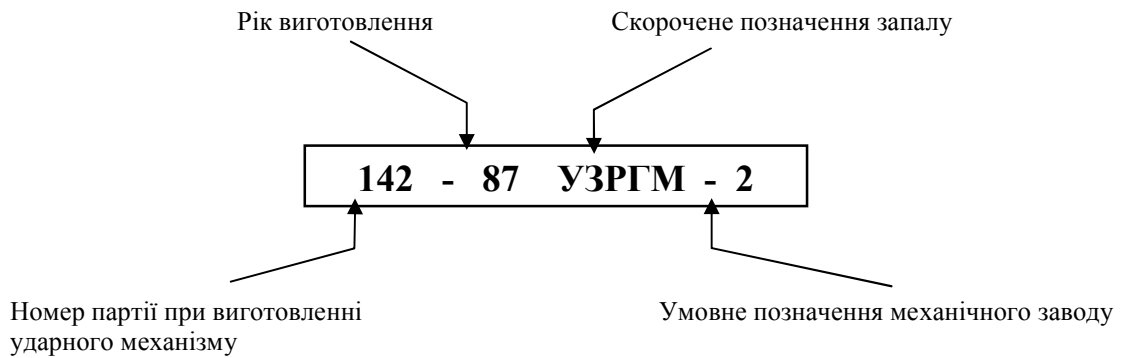 Рік виготовлення
Скорочене позначення запалу
142 - 87 УЗРГМ - 2
Номер партії при виготовленні
ударного механізму
Умовне позначення механічного заводу